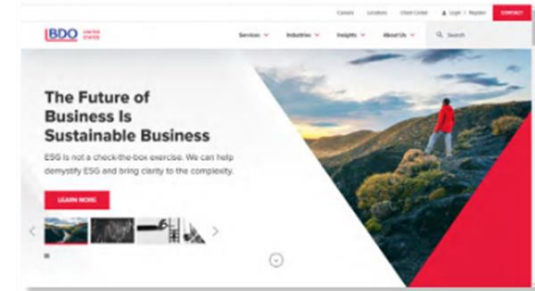 Careers Locations Client Center Login / Register CONTACT
BDO UNITED STATES
Services Industries Insights About Us Search
The Future of
Business Is
Sustainable Business
ESG is not a check-the-box exercise. We can help
demystify ESG and bring clarity to the complexity.
LEARN MORE